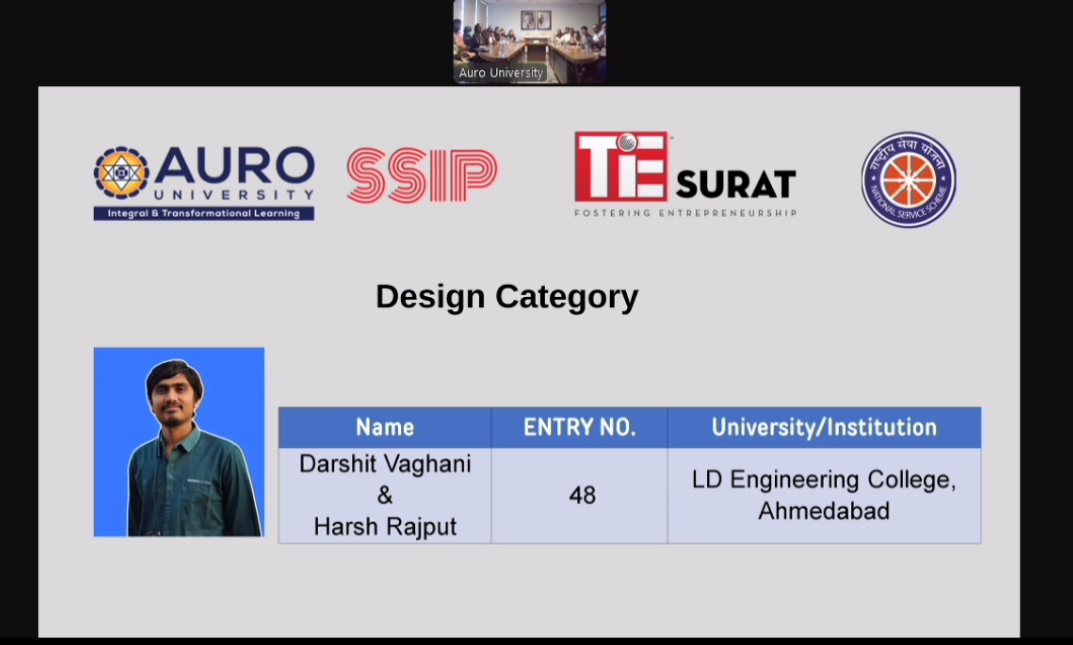 Auro University
AURO
UNIVERSITY
Integral & Transformational Learning
SSIP
TiE SURAT
FOSTERING ENTREPRENEURSHIP
राष्ट्रीय सेवा योजना
NATIONAL SERVICE SCHEME
Design Category
Name ENTRY NO. University/Institution
Darshit Vaghani
&
Harsh Rajput
48
LD Engineering College,
Ahmedabad